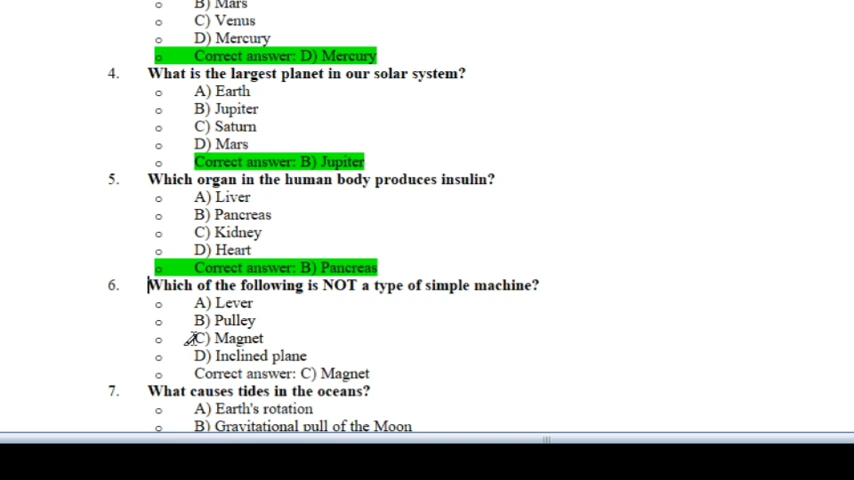 B) Mars
C) Venus
D) Mercury
Correct answer: D) Mercury
4. What is the largest planet in our solar system?
A) Earth
B) Jupiter
C) Saturn
D) Mars
Correct answer: B) Jupiter
5. Which organ in the human body produces insulin?
A) Liver
B) Pancreas
C) Kidney
D) Heart
Correct answer: B) Pancreas
6. Which of the following is NOT a type of simple machine?
A) Lever
B) Pulley
C) Magnet
D) Inclined plane
Correct answer: C) Magnet
7. What causes tides in the oceans?
A) Earth's rotation
B) Gravitational pull of the Moon